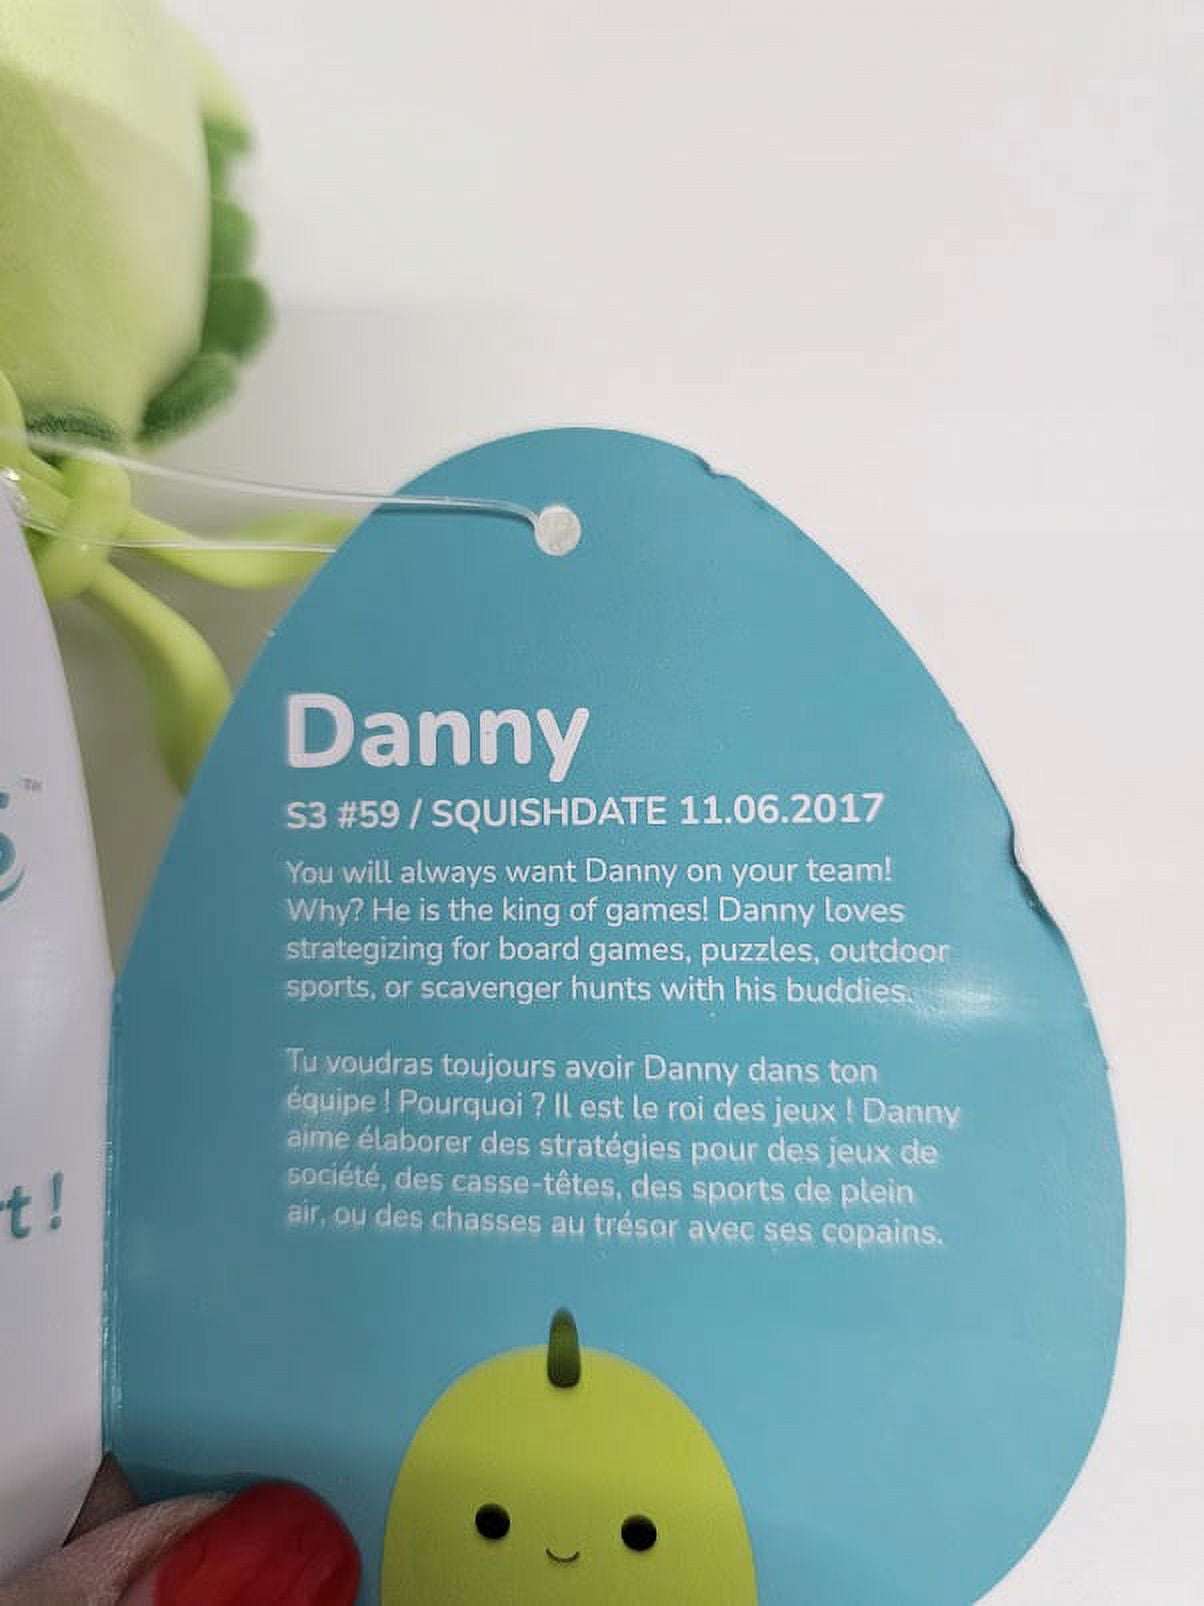 Danny
S3 #59 / SQUISHDATE 11.06.2017
You will always want Danny on your team!
Why? He is the king of games! Danny loves
strategizing for board games, puzzles, outdoor
sports, or scavenger hunts with his buddies.
Tu voudras toujours avoir Danny dans ton
équipe ! Pourquoi ? Il est le roi des jeux ! Danny
aime élaborer des stratégies pour des jeux de
société, des casse-têtes, des sports de plein
air, ou des chasses au trésor avec ses copains.
TM
t !